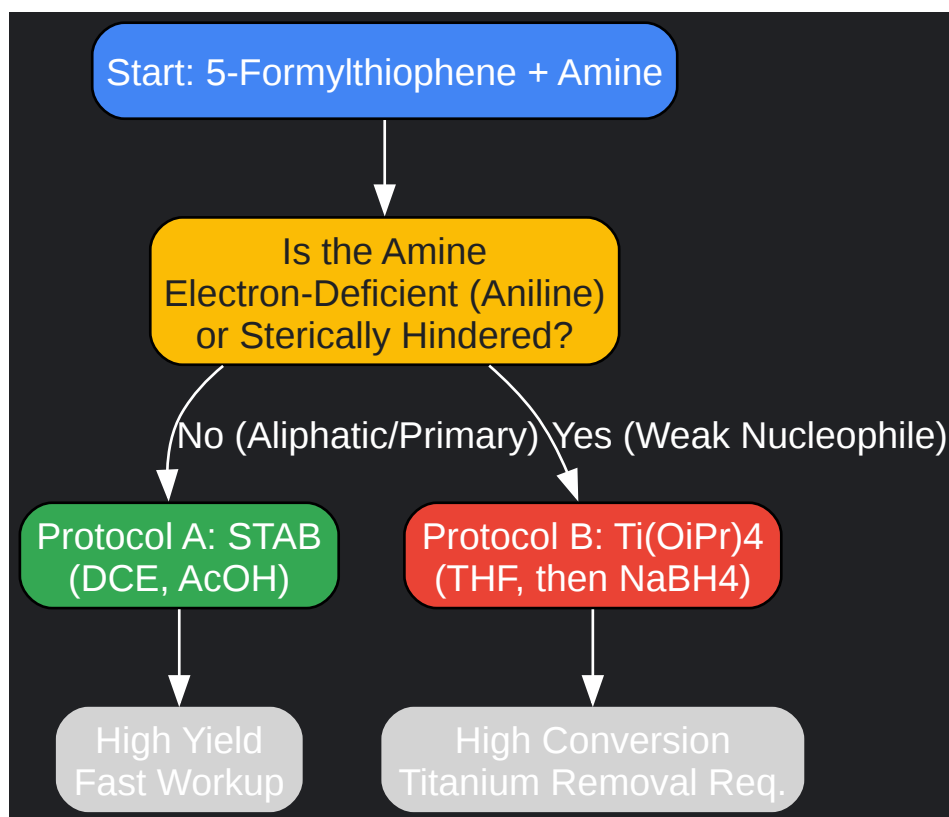 Start: 5-Formylthiophene + Amine
Is the Amine
Electron-Deficient (Aniline)
or Sterically Hindered?
No (Aliphatic/Primary)
Yes (Weak Nucleophile)
Protocol A: STAB
(DCE, AcOH)
Protocol B: Ti(OiPr)4
(THF, then NaBH4)
High Yield
Fast Workup
High Conversion
Titanium Removal Req.